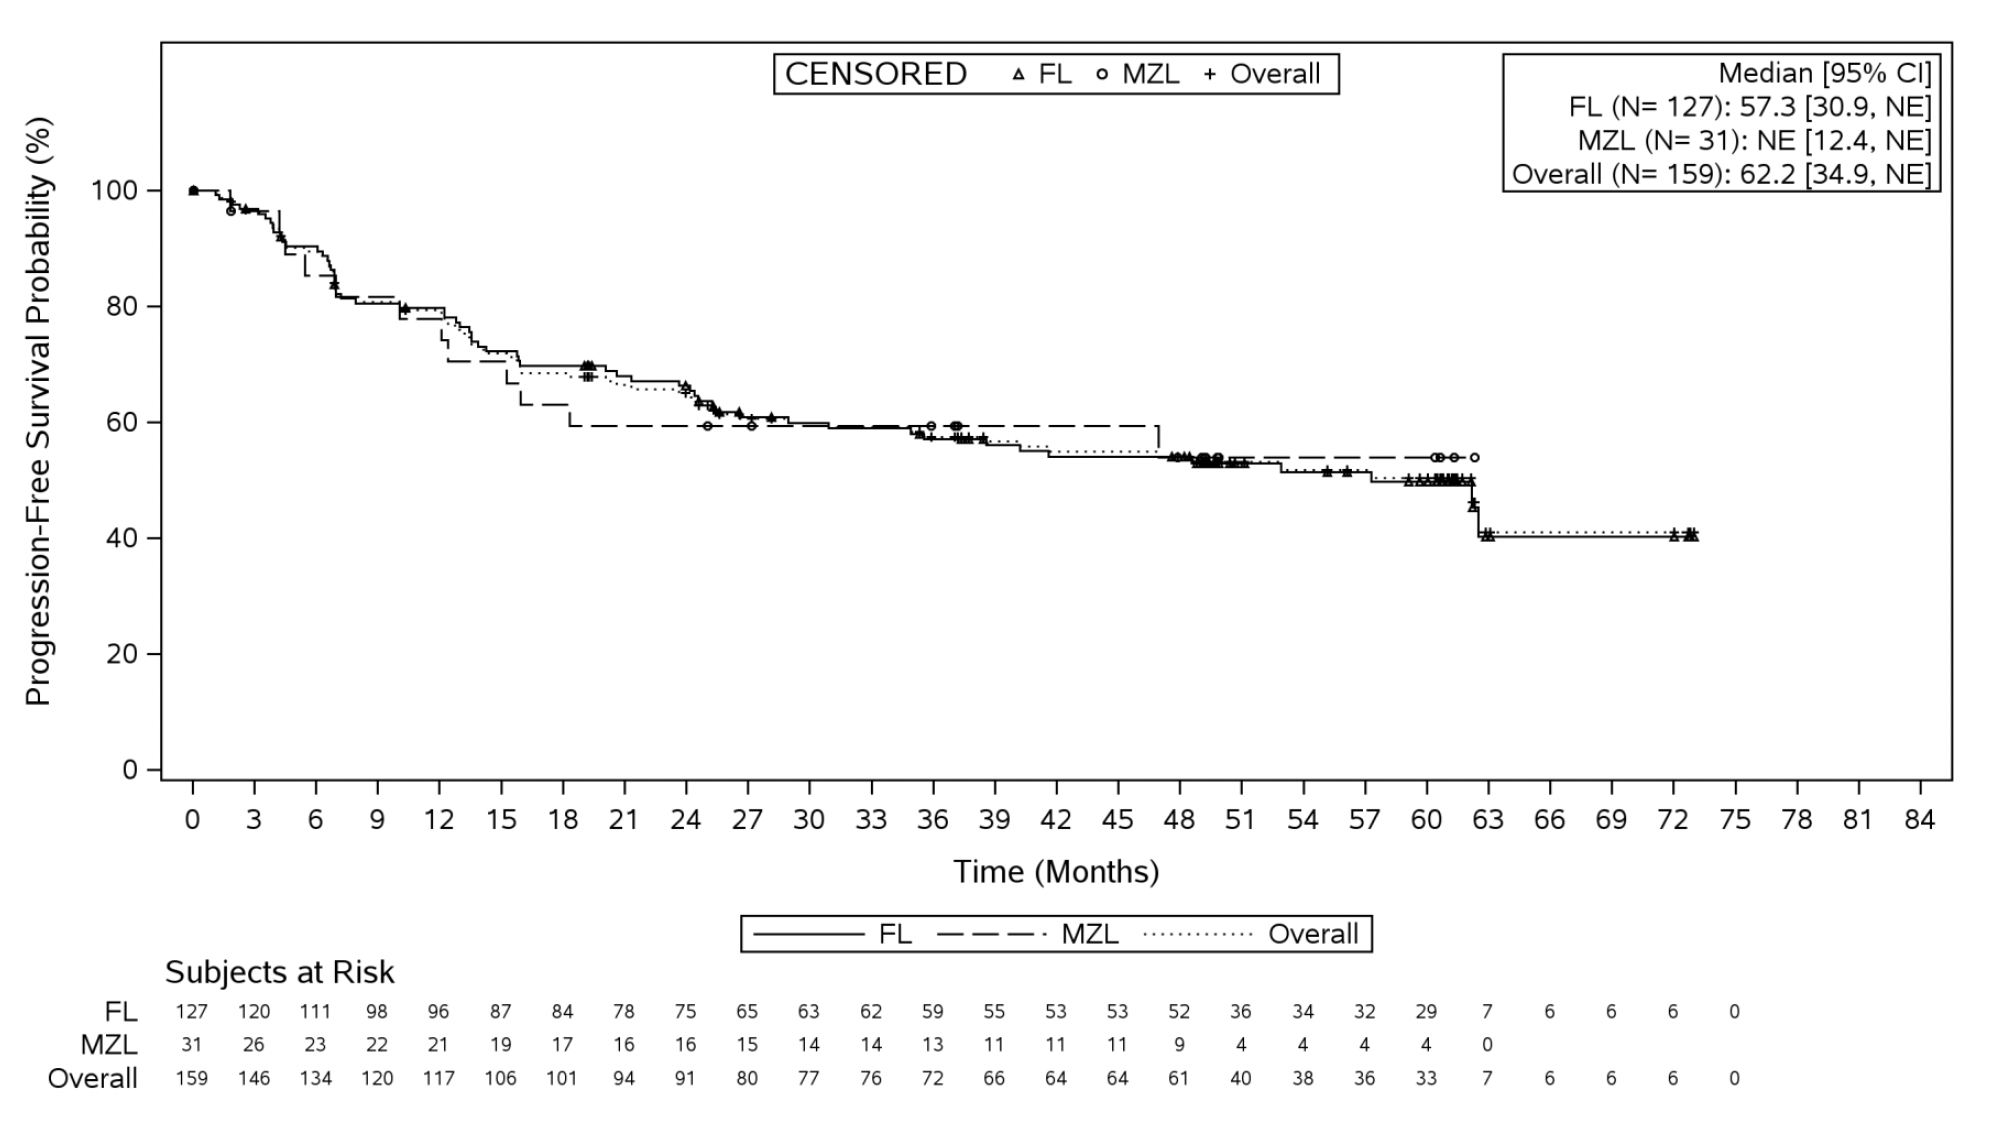 CENSORED FL MZL Overall
Median [95% CI]
FL (N= 127): 57.3 [30.9, NE]
MZL (N= 31): NE [12.4, NE]
Overall (N= 159): 62.2 [34.9, NE]
Progression-Free Survival Probability (%)
100
80
60
40
20
0
0 3 6 9 12 15 18 21 24 27 30 33 36 39 42 45 48 51 54 57 60 63 66 69 72 75 78 81 84
Time (Months)
FL MZL Overall
Subjects at Risk
FL 127 120 111 98 96 87 84 78 75 65 63 62 59 55 53 53 52 36 34 32 29 7 6 6 6 0
MZL 31 26 23 22 21 19 17 16 16 15 14 14 13 11 11 11 9 4 4 4 4 0
Overall 159 146 134 120 117 106 101 94 91 80 77 76 72 66 64 64 61 40 38 36 33 7 6 6 6 0